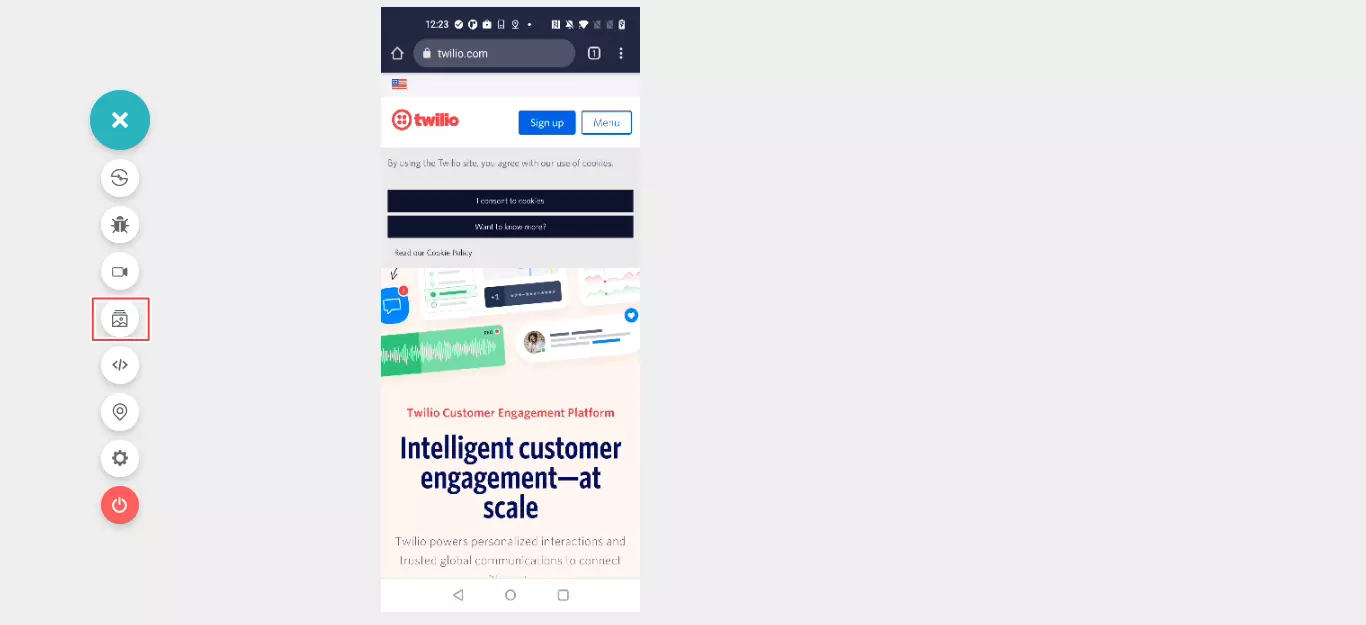 12:23
twilio.com
1
twilio
Sign up
Menu
By using the Twilio site, you agree with our use of cookies.
I consent to cookies
Want to know more?
Read our Cookie Policy
+1
Twilio Customer Engagement Platform
Intelligent customer
engagement—at
scale
Twilio powers personalized interactions and
trusted global communications to connect